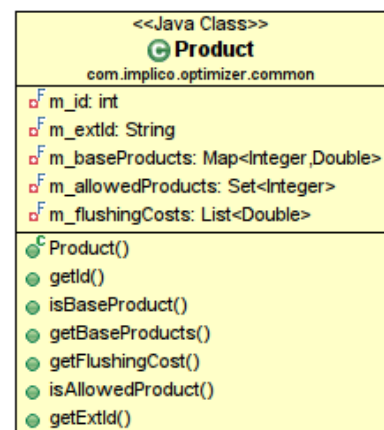 <<Java Class>>
Product
com.implico.optimizer.common
m_id: int
m_extId: String
m_baseProducts: Map<Integer,Double>
m_allowedProducts: Set<Integer>
m_flushingCosts: List<Double>
Product()
getId()
isBaseProduct()
getBaseProducts()
getFlushingCost()
isAllowedProduct()
getExtId()